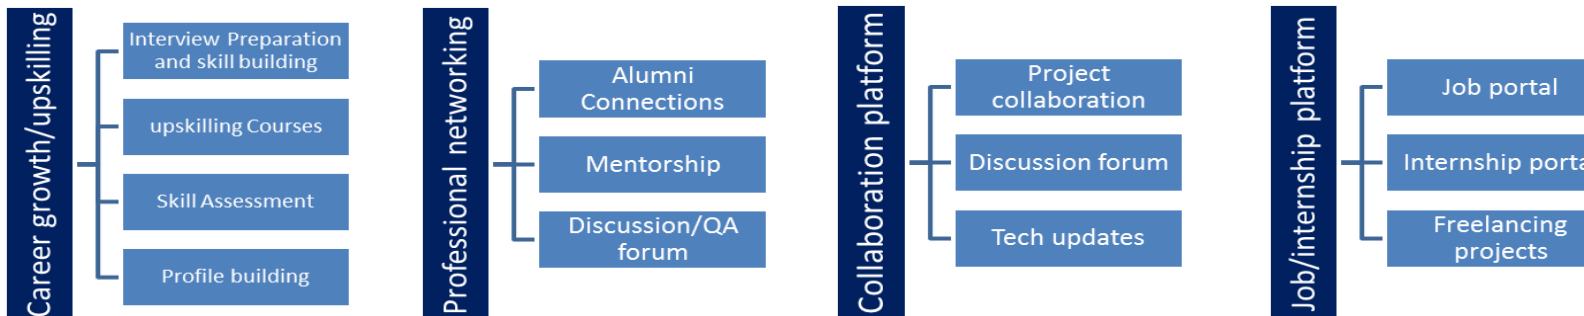 Career growth/upskilling
Interview Preparation
and skill building
upskilling Courses
Skill Assessment
Profile building
Professional networking
Alumni
Connections
Mentorship
Discussion/QA
forum
Collaboration platform
Project
collaboration
Discussion forum
Tech updates
Job/internship platform
Job portal
Internship
Freelancing
projects